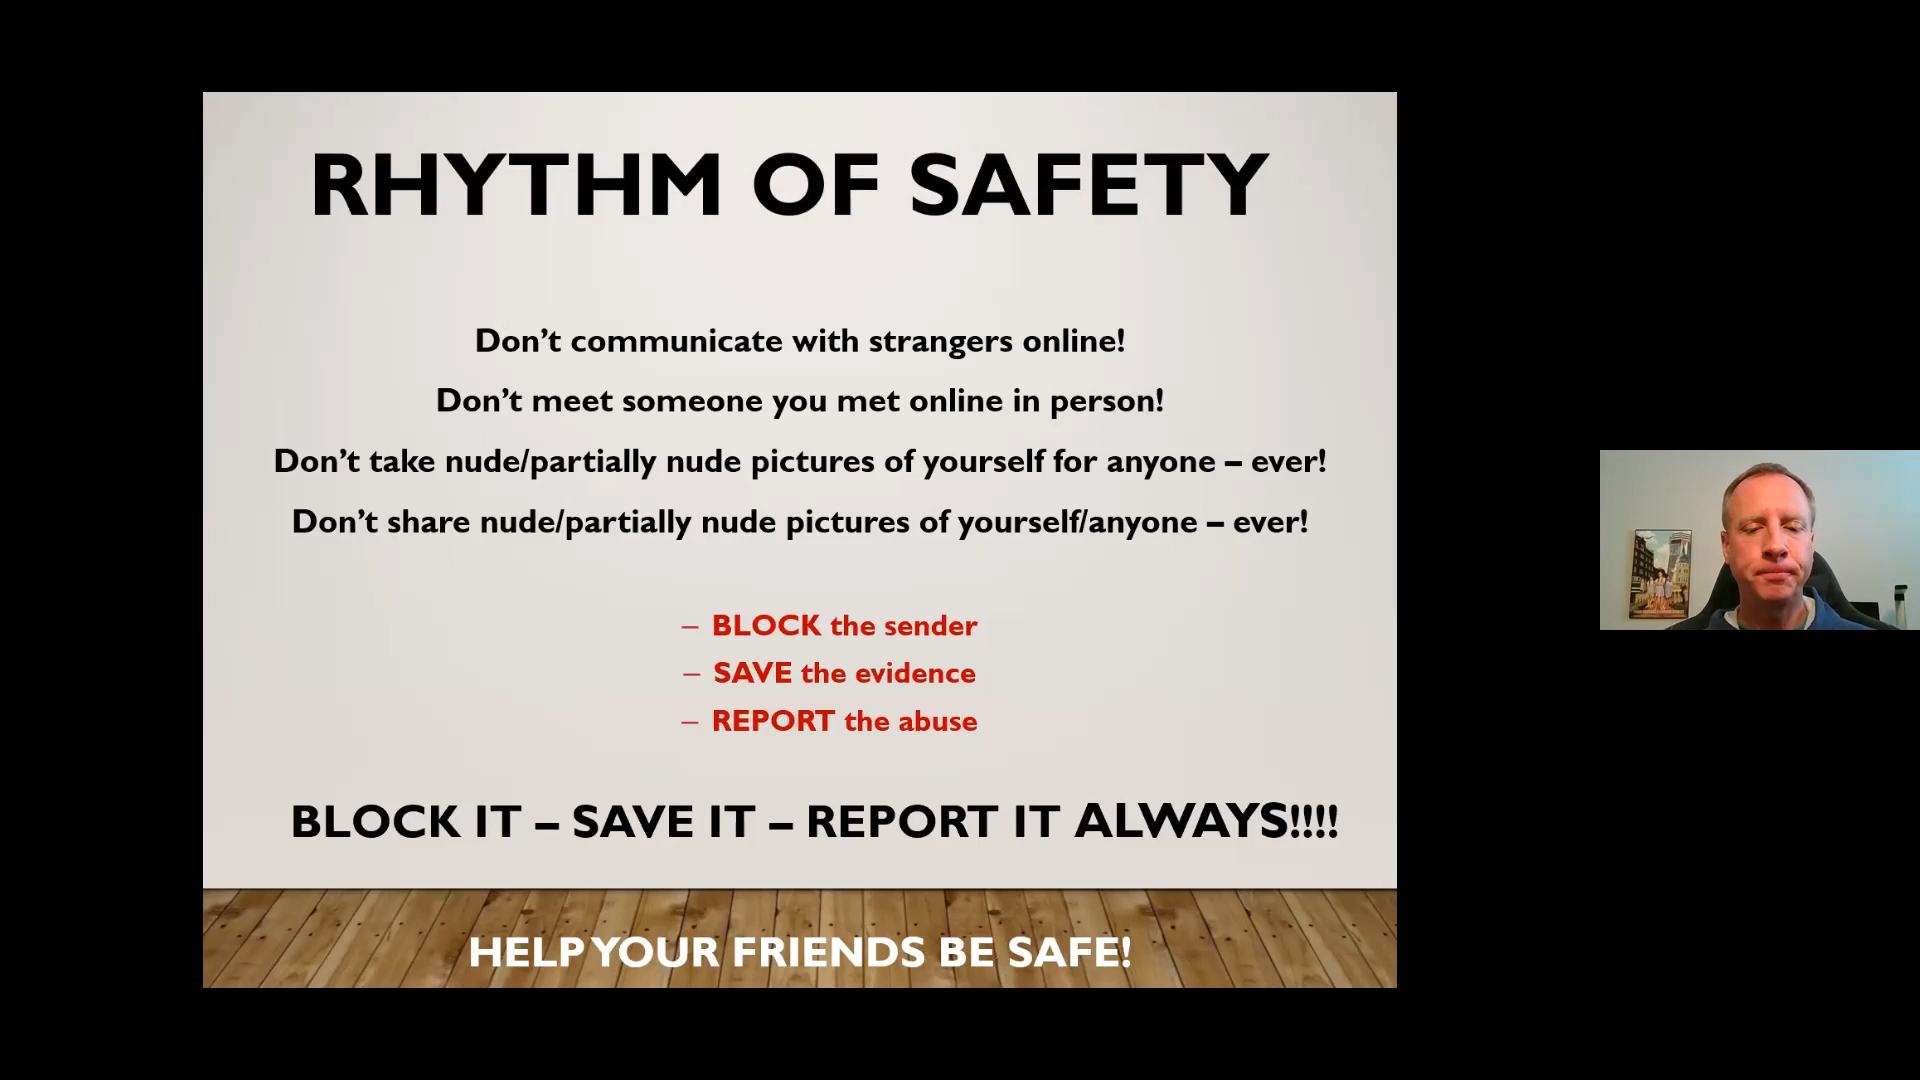 RHYTHM OF SAFETY
Don’t communicate with strangers online!
Don’t meet someone you met online in person!
Don’t take nude/partially nude pictures of yourself for anyone – ever!
Don’t share nude/partially nude pictures of yourself/anyone – ever!
– BLOCK the sender
– SAVE the evidence
– REPORT the abuse
BLOCK IT – SAVE IT – REPORT IT ALWAYS!!!!
HELP YOUR FRIENDS BE SAFE!